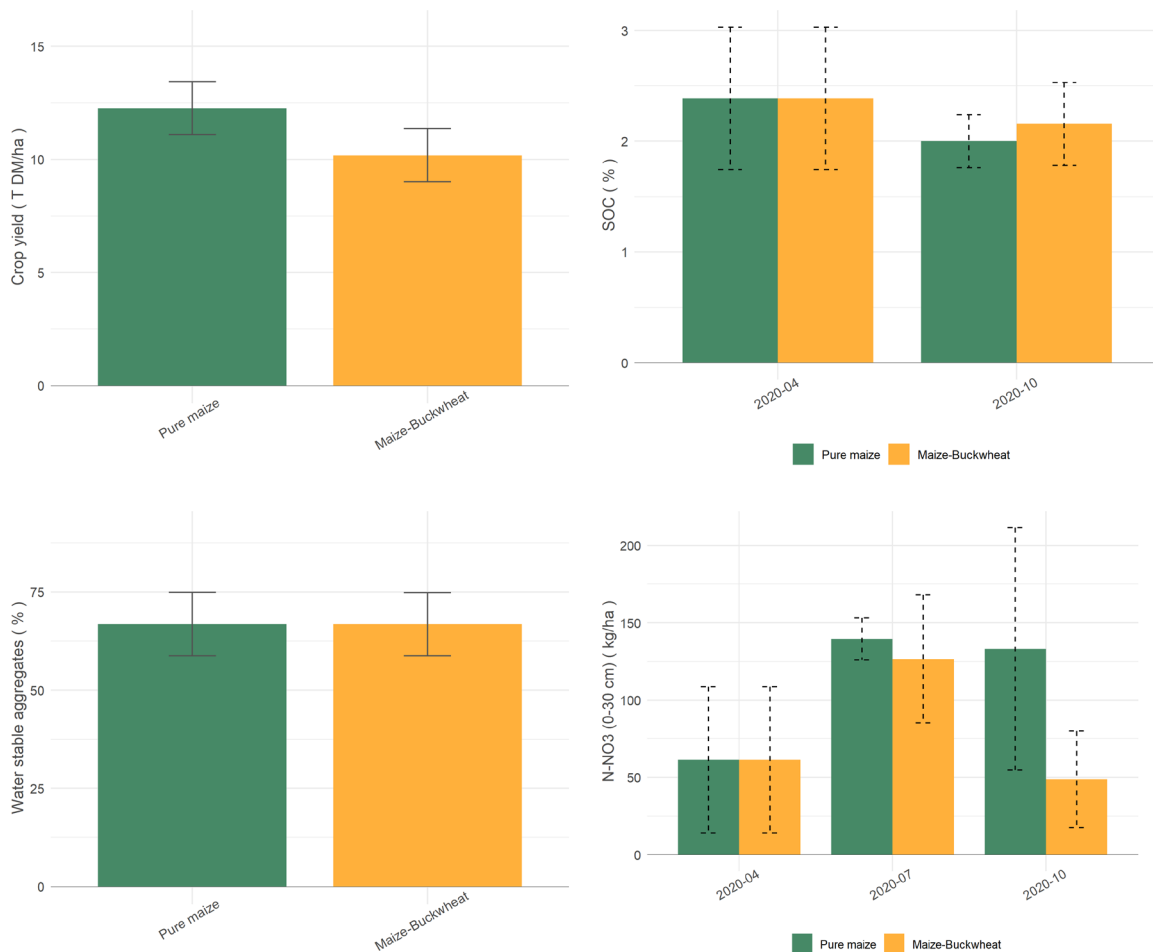 Crop yield ( T DM/ha )
15
10
5
0
Pure maize
Maize-Buckwheat
SOC ( % )
3
2
1
0
2020-04
2020-10
Pure maize
Maize-Buckwheat
Water stable aggregates ( % )
75
50
25
0
Pure maize
Maize-Buckwheat
N-NO3 (0-30 cm) ( kg/ha )
200
150
100
50
0
2020-04
2020-07
2020-10
Pure maize
Maize-Buckwheat